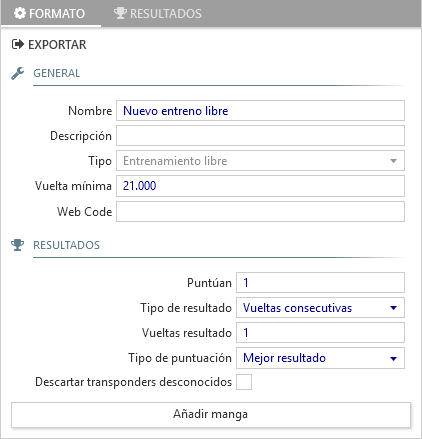 FORMATO RESULTADOS
EXPORTAR
GENERAL
Nombre Nuevo entreno libre
Descripción
Tipo Entrenamiento libre
Vuelta mínima 21.000
Web Code
RESULTADOS
Puntúan 1
Tipo de resultado Vueltas consecutivas
Vueltas resultado 1
Tipo de puntuación Mejor resultado
Descartar transponders desconocidos
Añadir manga